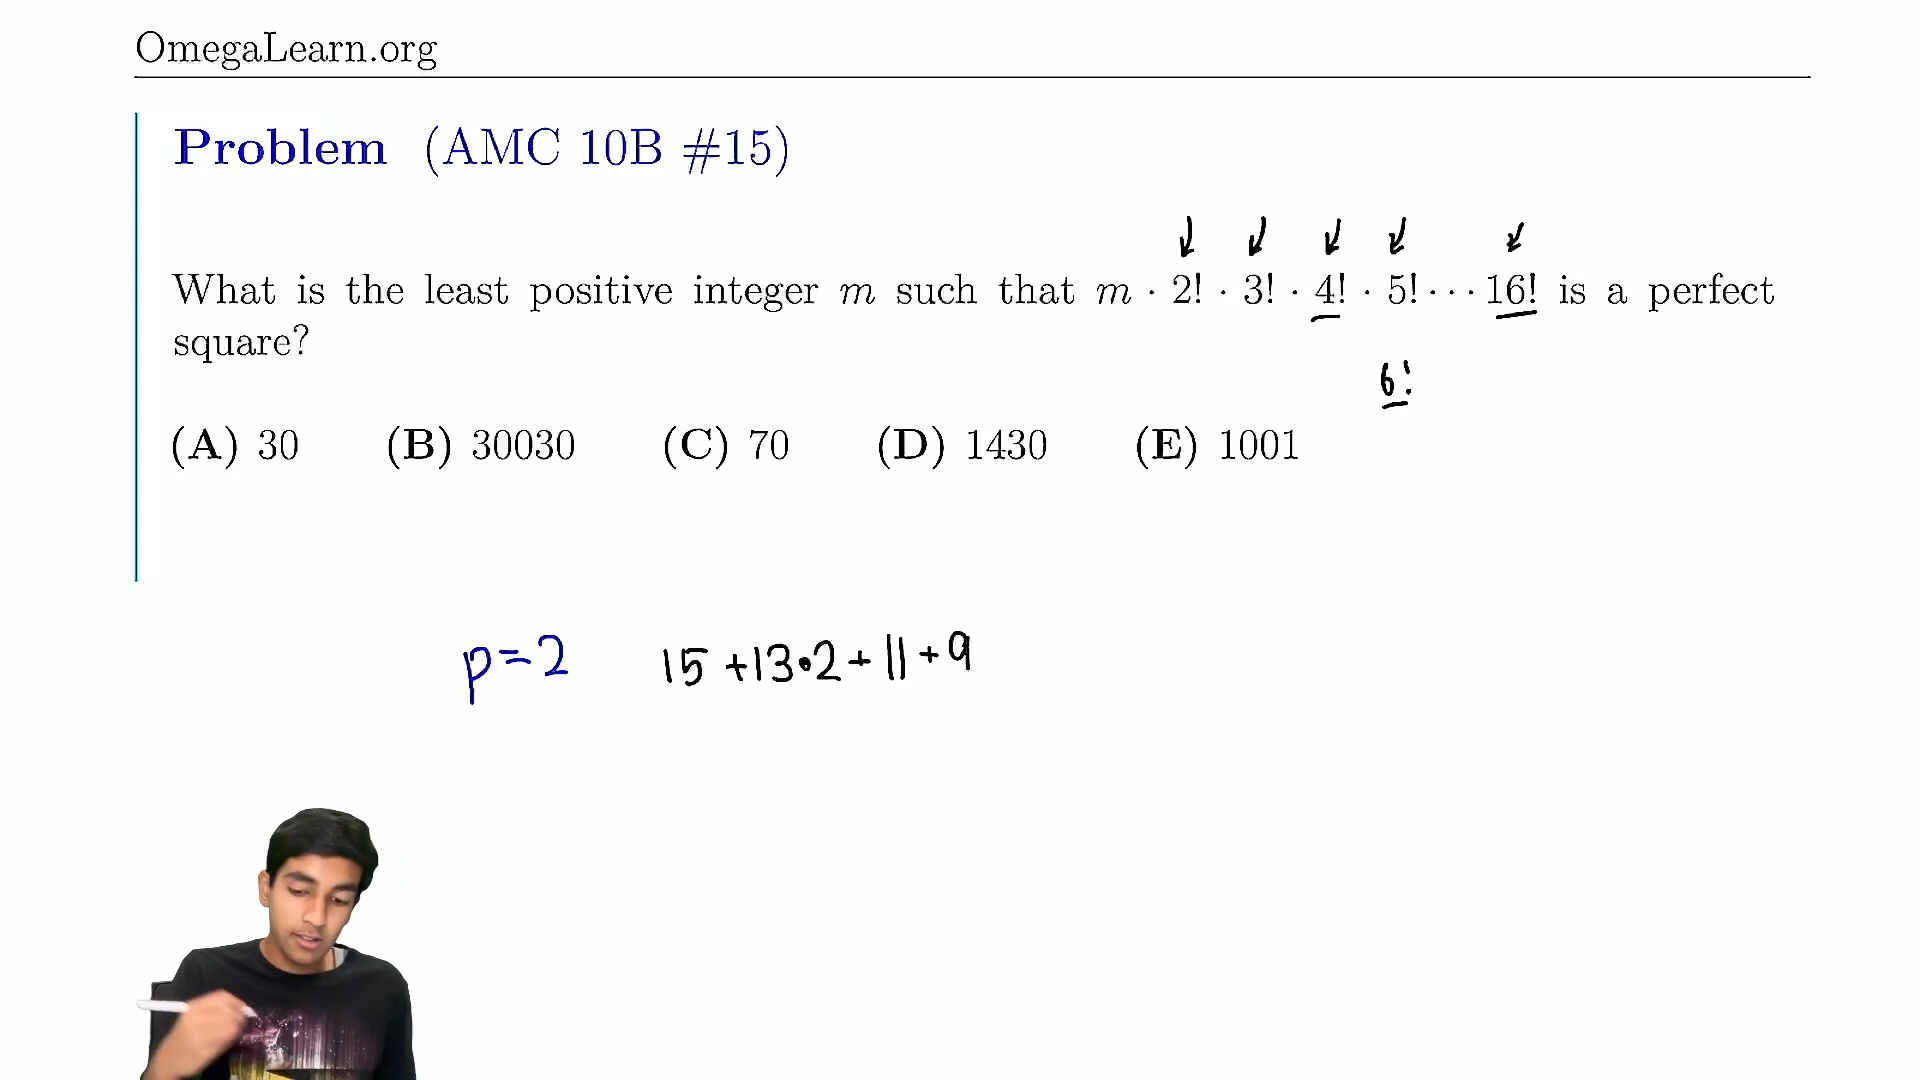 OmegaLearn.org
Problem (AMC 10B #15)
What is the least positive integer m such that m · 2! · 3! · 4! · 5! · · · 16! is a perfect
square?
6!
(A) 30 (B) 30030 (C) 70 (D) 1430 (E) 1001
p=2 15+13·2+11+9